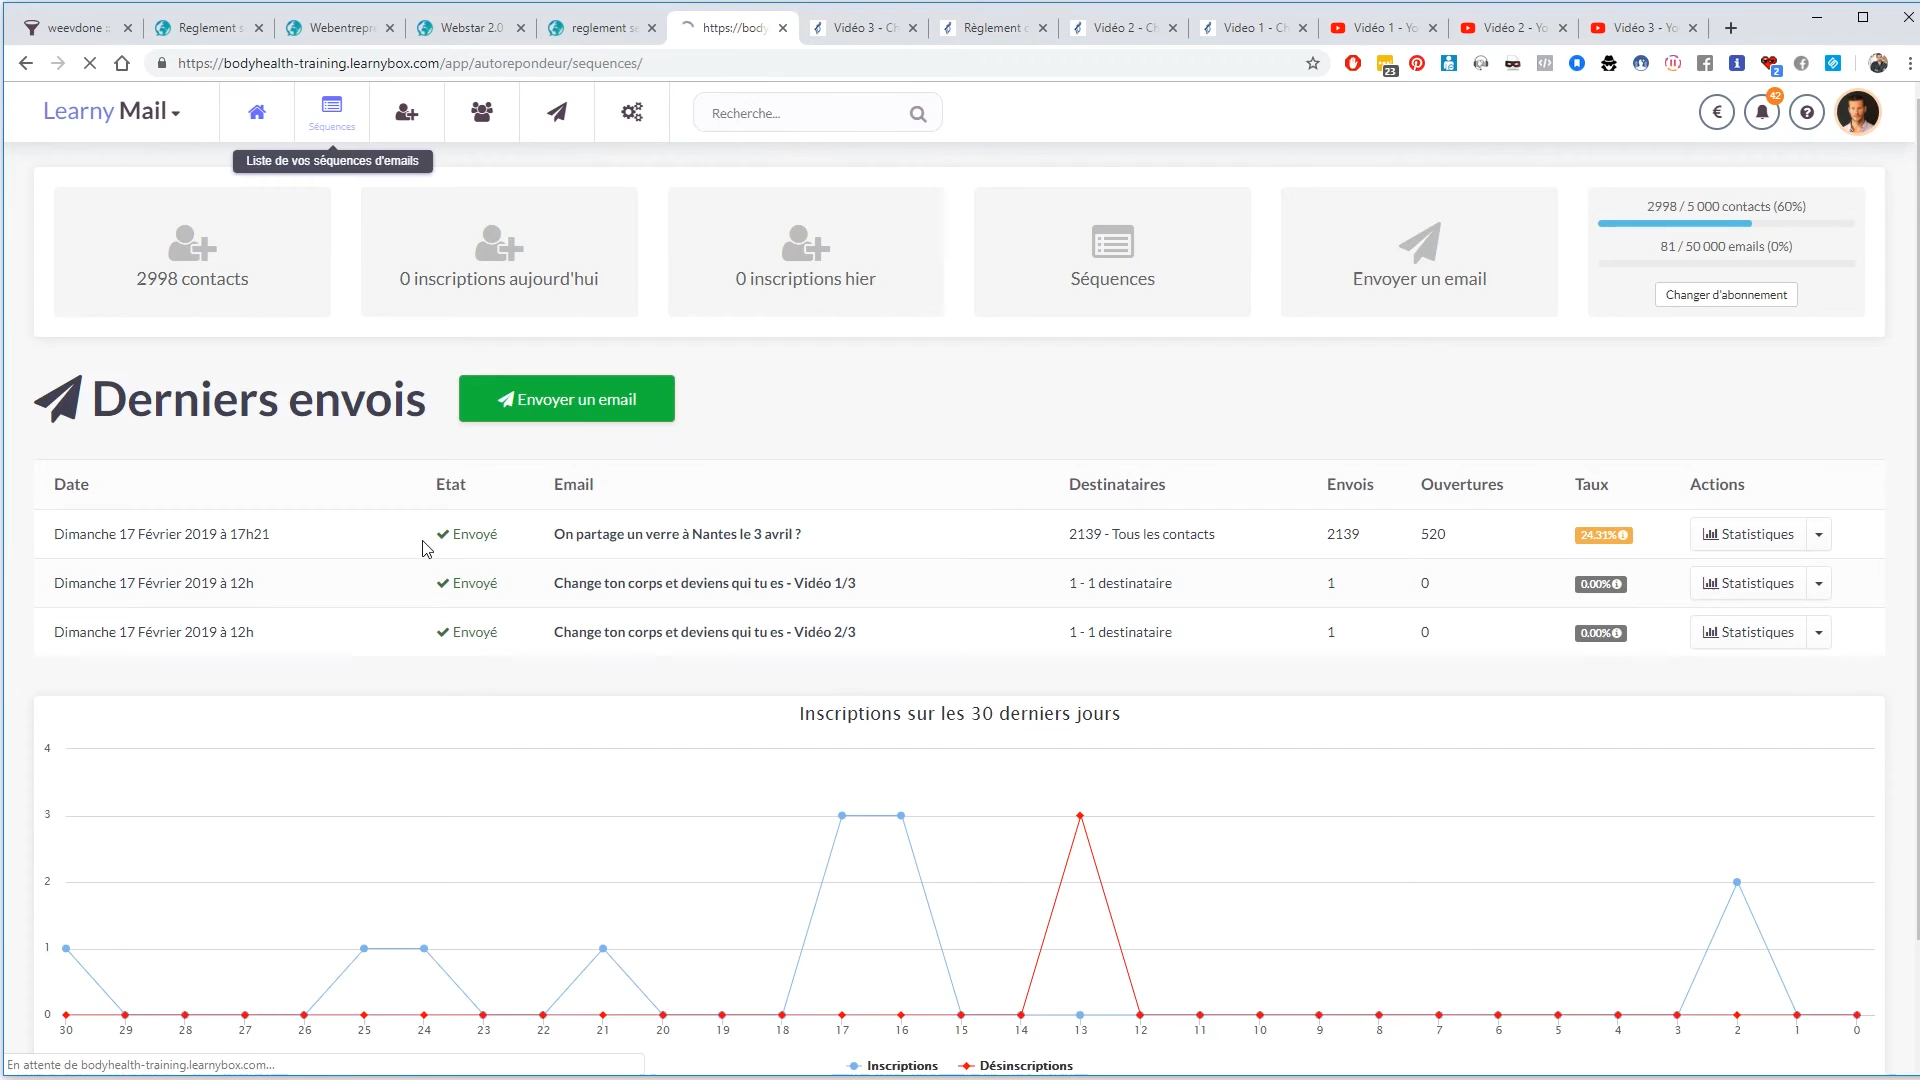 weevdone ::
Reglement s
Webentrepr
Webstar 2.0
reglement se
https://body
Vidéo 3 - Ch
Règlement c
Vidéo 2 - Ch
Video 1 - Ch
Vidéo 1 - Yo
Vidéo 2 - Yo
Vidéo 3 - Yo
https://bodyhealth-training.learnybox.com/app/autorepondeur/sequences/
23
2
Learny Mail
Séquences
Recherche...
€
42
?
Liste de vos séquences d'emails
2998 contacts
0 inscriptions aujourd'hui
0 inscriptions hier
Séquences
Envoyer un email
2998 / 5 000 contacts (60%)
81 / 50 000 emails (0%)
Changer d'abonnement
Derniers envois
Envoyer un email
Date Etat Email Destinataires Envois Ouvertures Taux Actions
Dimanche 17 Février 2019 à 17h21 Envoyé On partage un verre à Nantes le 3 avril ? 2139 - Tous les contacts 2139 520 24.31% Statistiques
Dimanche 17 Février 2019 à 12h Envoyé Change ton corps et deviens qui tu es - Vidéo 1/3 1 - 1 destinataire 1 0 0.00% Statistiques
Dimanche 17 Février 2019 à 12h Envoyé Change ton corps et deviens qui tu es - Vidéo 2/3 1 - 1 destinataire 1 0 0.00% Statistiques
Inscriptions sur les 30 derniers jours
4
3
2
1
0
30 29 28 27 26 25 24 23 22 21 20 19 18 17 16 15 14 13 12 11 10 9 8 7 6 5 4 3 2 1 0
Inscriptions Désinscriptions
En attente de bodyhealth-training.learnybox.com...